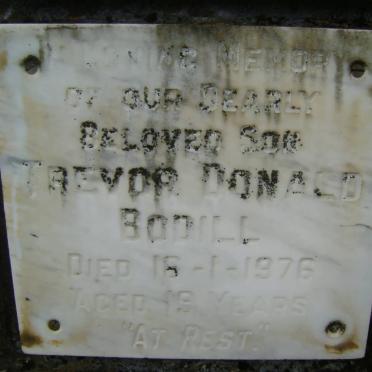 In Loving Memory
Of Our Dearly
Beloved Son
Trevor Donald
Bodill
Died 16-1-1976
Aged 19 Years
"At Rest."